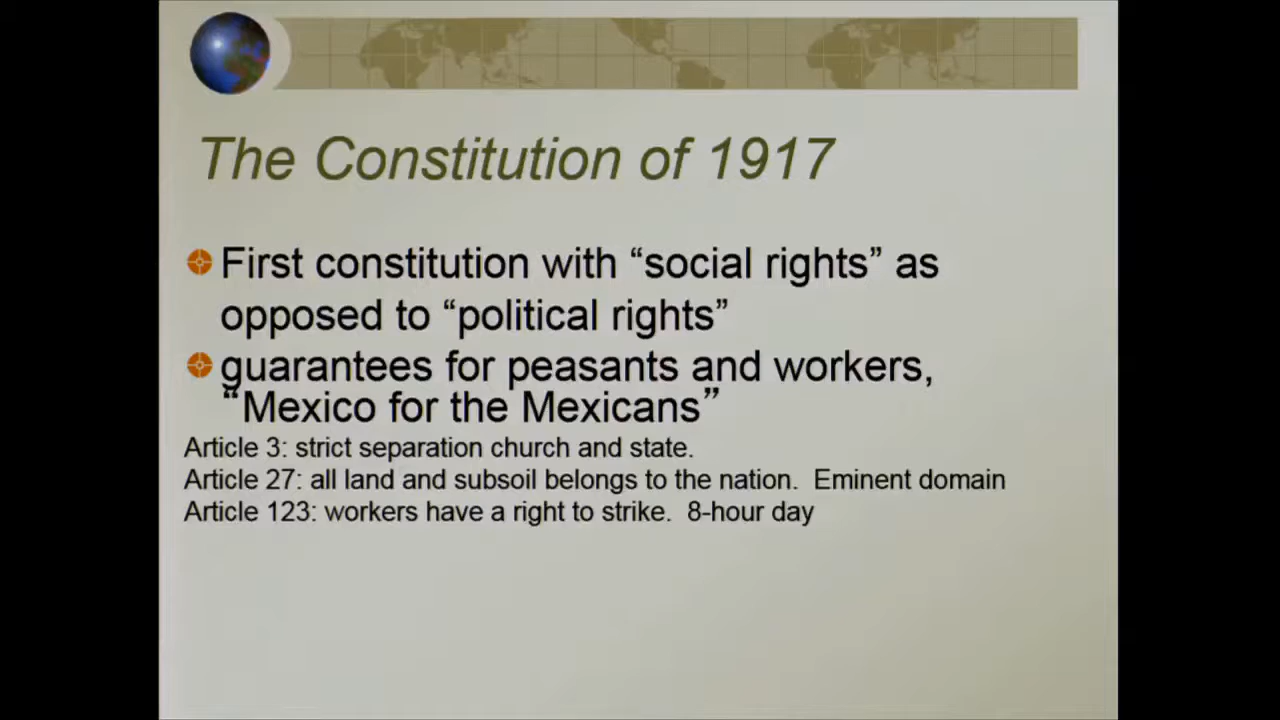 The Constitution of 1917
First constitution with “social rights” as
opposed to “political rights”
guarantees for peasants and workers,
“Mexico for the Mexicans”
Article 3: strict separation church and state.
Article 27: all land and subsoil belongs to the nation.  Eminent domain
Article 123: workers have a right to strike.  8-hour day